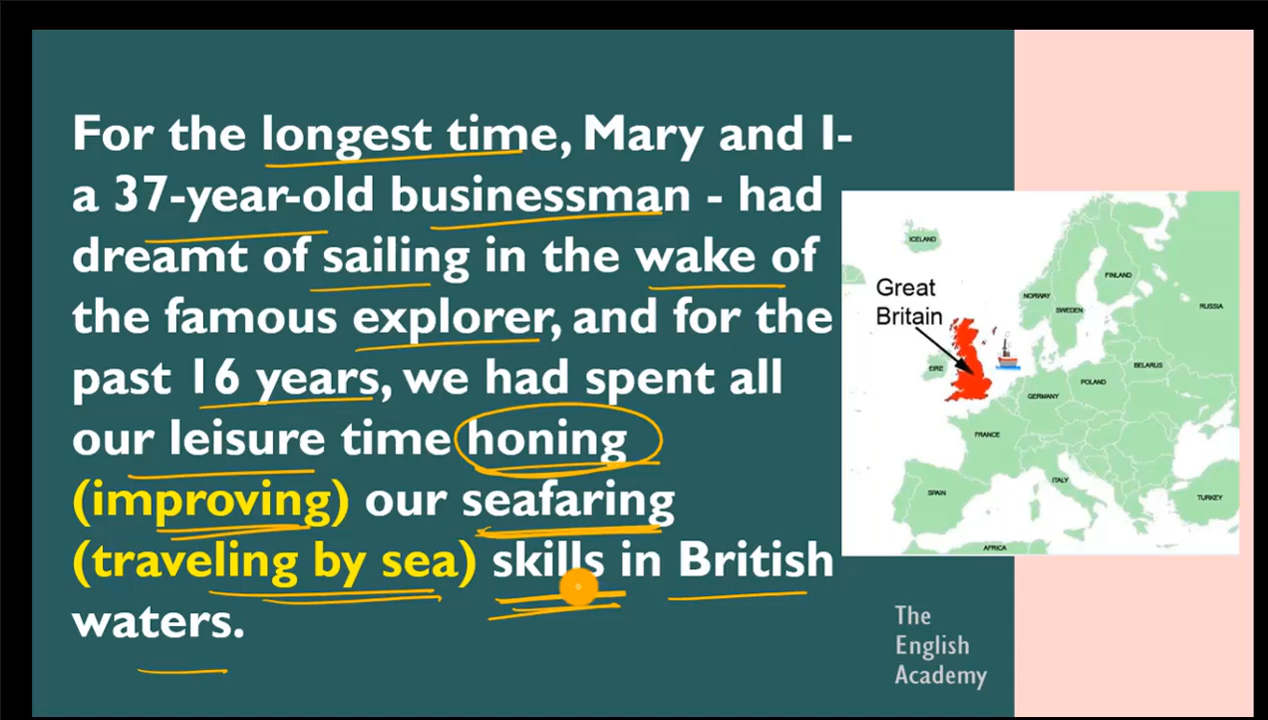 For the longest time, Mary and I-
a 37-year-old businessman - had
dreamt of sailing in the wake of
the famous explorer, and for the
past 16 years, we had spent all
our leisure time honing
(improving) our seafaring
(traveling by sea) skills in British
waters.
ICELAND
Great
Britain
FINLAND
NORWAY
SWEDEN
RUSSIA
EIRE
BELARUS
POLAND
GERMANY
FRANCE
ITALY
SPAIN
TURKEY
AFRICA
The
English
Academy